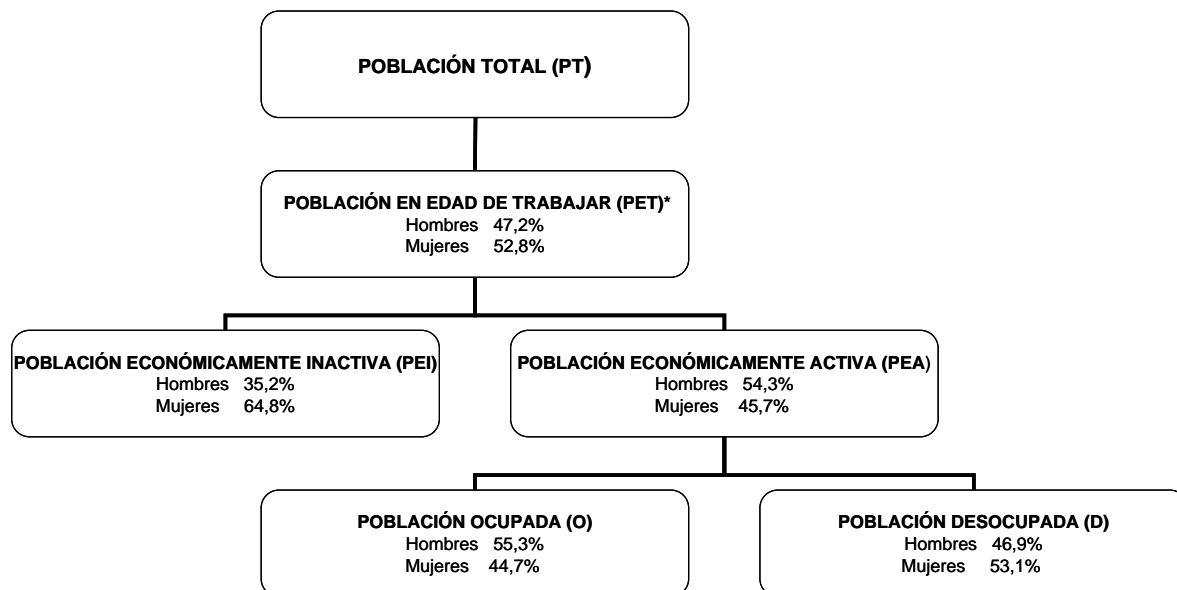 POBLACIÓN TOTAL (PT)
POBLACIÓN EN EDAD DE TRABAJAR (PET)*
Hombres 47,2%
Mujeres 52,8%
POBLACIÓN ECONÓMICAMENTE INACTIVA (PEI)
Hombres 35,2%
Mujeres 64,8%
POBLACIÓN ECONÓMICAMENTE ACTIVA (PEA)
Hombres 54,3%
Mujeres 45,7%
POBLACIÓN OCUPADA (O)
Hombres 55,3%
Mujeres 44,7%
POBLACIÓN DESOCUPADA (D)
Hombres 46,9%
Mujeres 53,1%